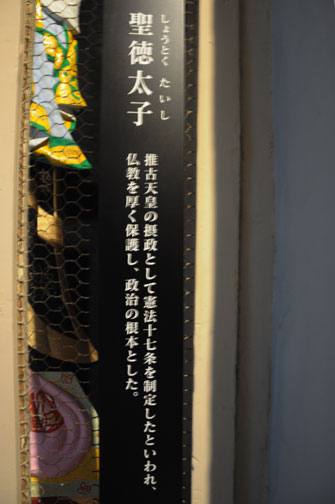 しょうとく たいし
聖徳太子
推古天皇の摂政として憲法十七条を制定したといわれ、
仏教を厚く保護し、政治の根本とした。